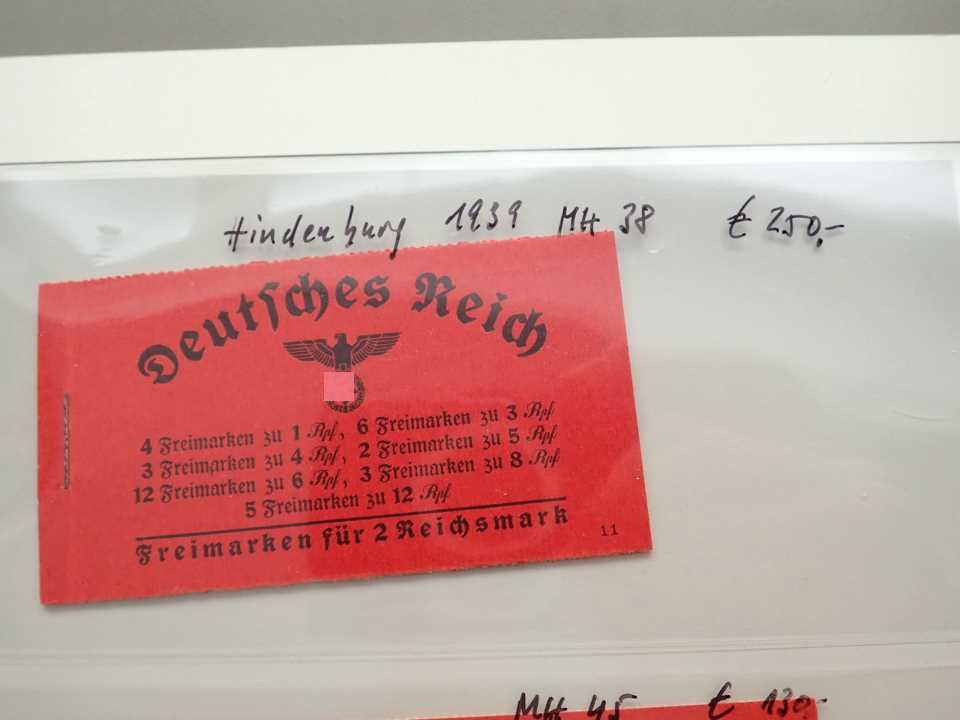 Hindenburg 1939 MH 38 € 250,-
Deutsches Reich
4 Freimarken zu 1 Rpf, 6 Freimarken zu 3 Rpf
3 Freimarken zu 4 Rpf, 2 Freimarken zu 5 Rpf
12 Freimarken zu 6 Rpf, 3 Freimarken zu 8 Rpf
5 Freimarken zu 12 Rpf
Freimarken für 2 Reichsmark
11
MH 45 € 130,-